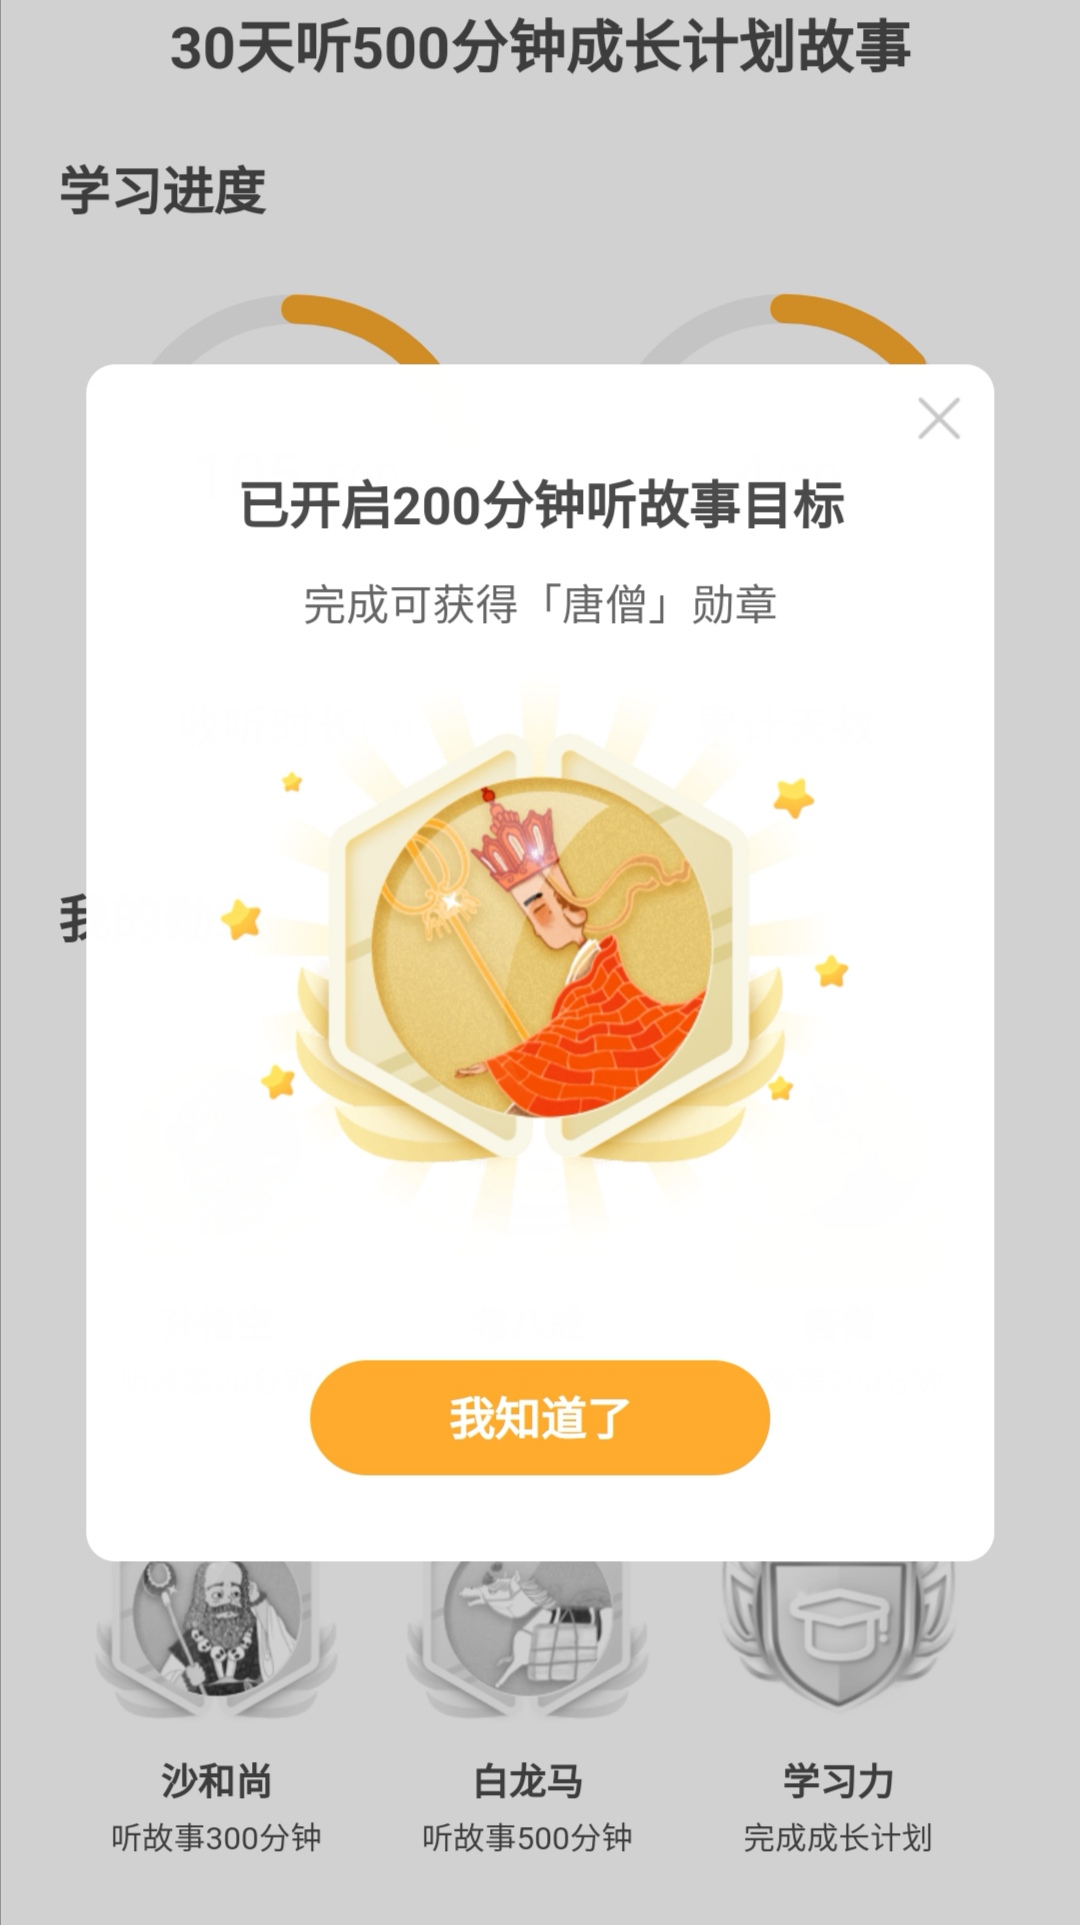 30天听500分钟成长计划故事
学习进度
已开启200分钟听故事目标
完成可获得「唐僧」勋章
我知道了
沙和尚
白龙马
学习力
听故事300分钟
听故事500分钟
完成成长计划